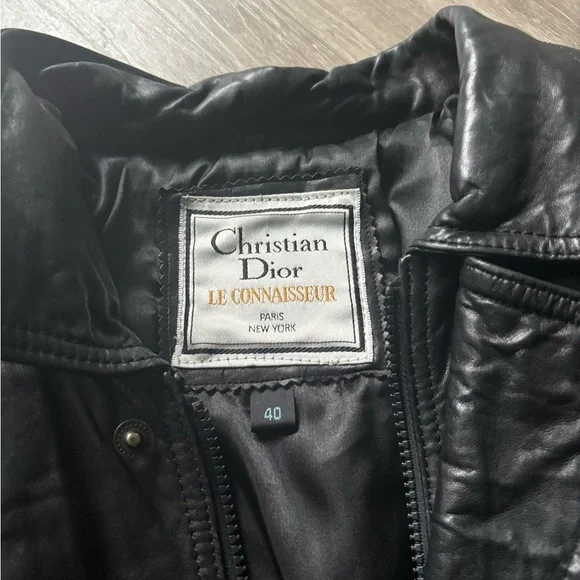 Christian
Dior
LE CONNAISSEUR
PARIS
NEW YORK
40